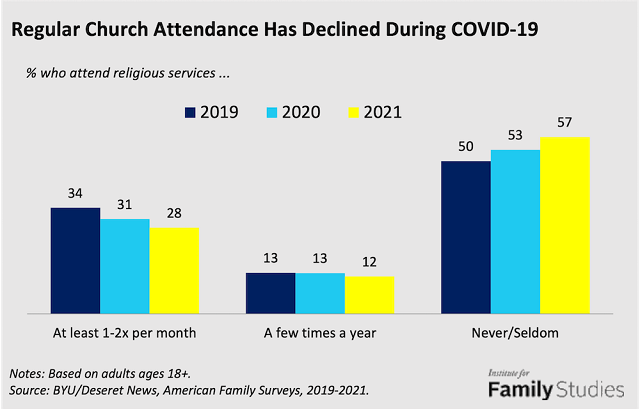 Regular Church Attendance Has Declined During COVID-19
% who attend religious services ...
2019 2020 2021
34 31 28 13 13 12 50 53 57
At least 1-2x per month A few times a year Never/Seldom
Notes: Based on adults ages 18+.
Source: BYU/Deseret News, American Family Surveys, 2019-2021.
Institute for
Family Studies